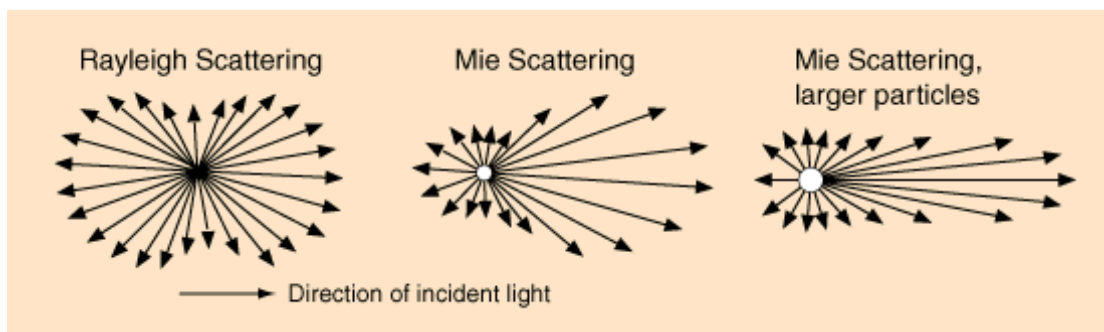 Rayleigh Scattering
Mie Scattering
Mie Scattering,
larger particles
Direction of incident light